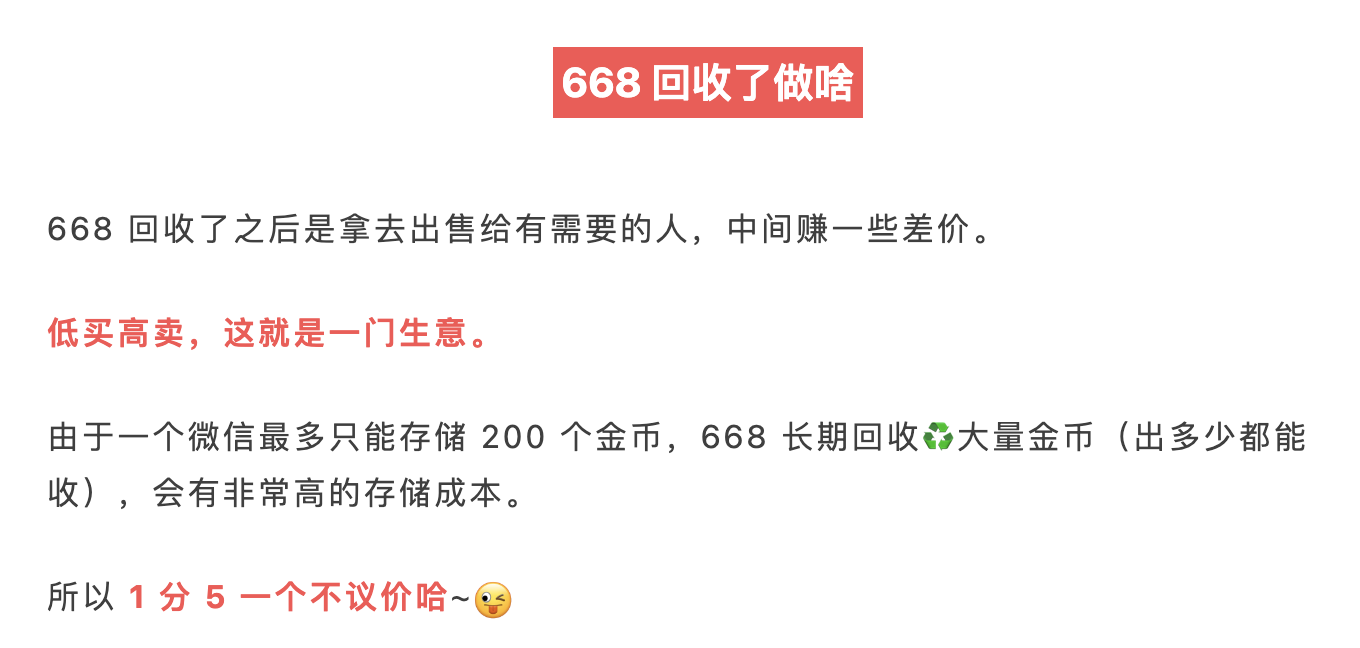 668 回收了做啥
668 回收了之后是拿去出售给有需要的人，中间赚一些差价。
低买高卖，这就是一门生意。
由于一个微信最多只能存储 200 个金币，668 长期回收♻️大量金币（出多少都能
收），会有非常高的存储成本。
所以 1 分 5 一个不议价哈~😜